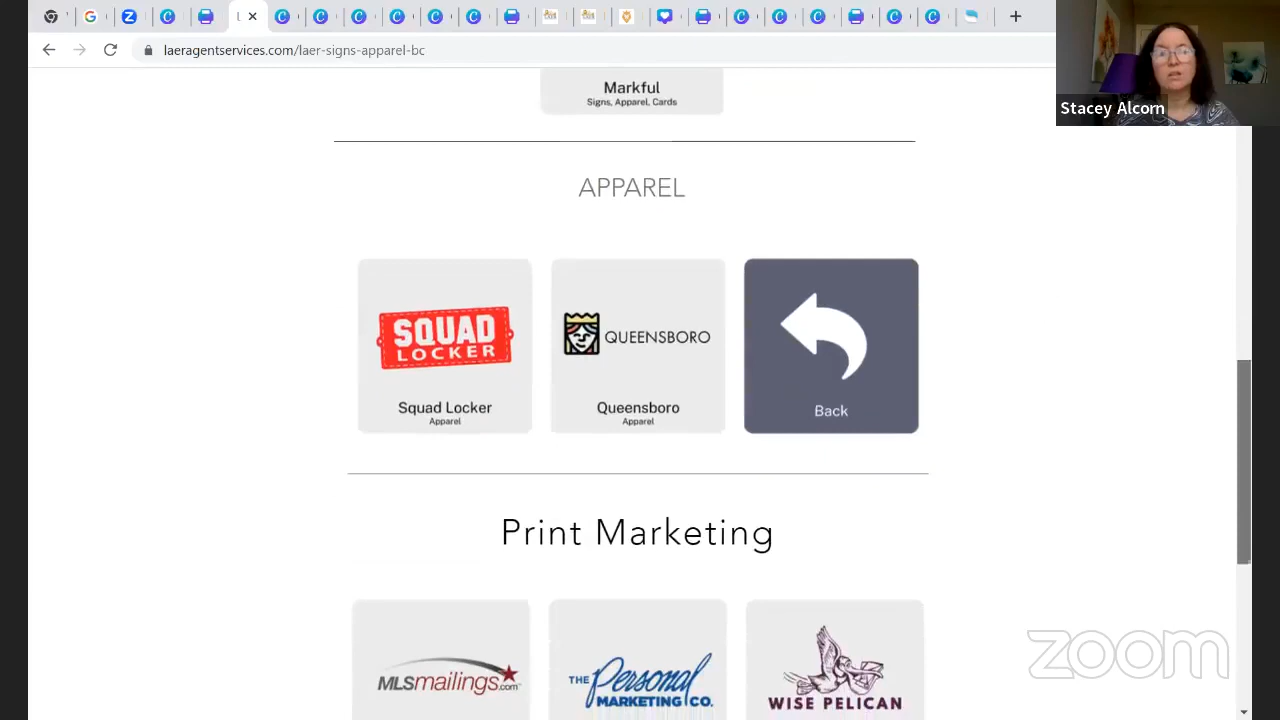 laeragentservices.com/laer-signs-apparel-bc
Stacey Alcorn
Markful
Signs, Apparel, Cards
APPAREL
SQUAD
LOCKER
Squad Locker
Apparel
QUEENSBORO
Queensboro
Apparel
Back
Print Marketing
MLSmailings.com
THE Personal
MARKETING CO.
WISE PELICAN
zoom